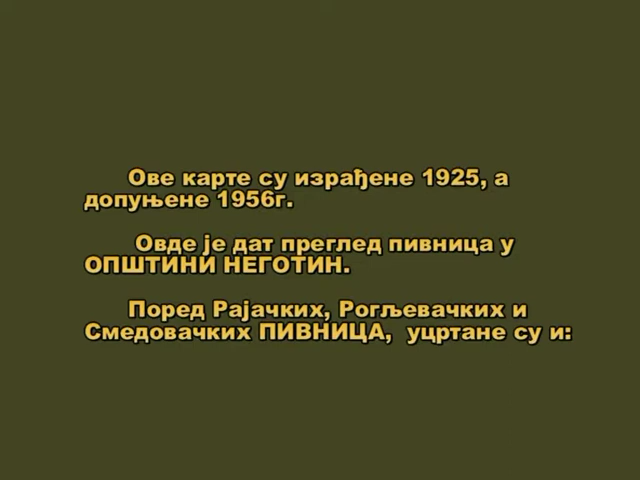 Ове карте су израђене 1925, а
допуњене 1956г.
Овде је дат преглед пивница у
ОПШТИНИ НЕГОТИН.
Поред Рајачких, Рогљевачких и
Смедовачких ПИВНИЦА, уцртане су и: